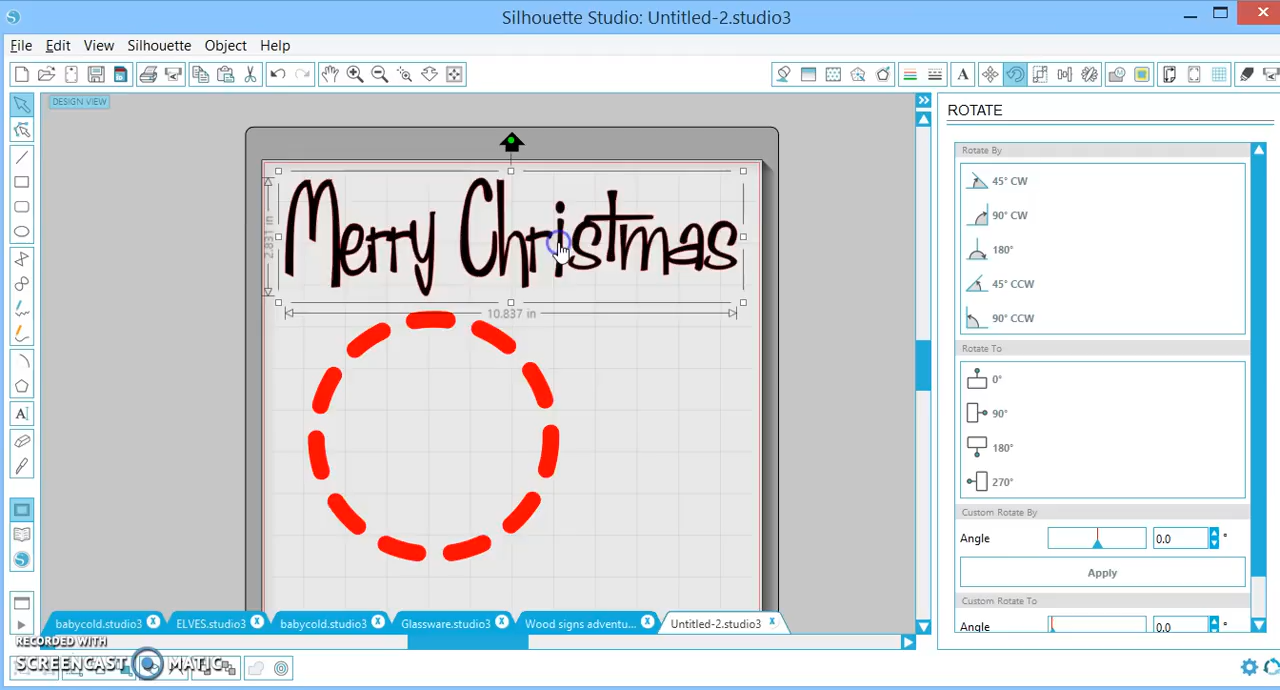 Silhouette Studio: Untitled-2.studio3
File Edit View Silhouette Object Help
DESIGN VIEW
ROTATE
Rotate By
45° CW
90° CW
180°
45° CCW
90° CCW
Rotate To
0°
90°
180°
270°
Custom Rotate By
Angle 0.0 °
Apply
Custom Rotate To
Angle 0.0
Merry Christmas
2.831 in
10.837 in
babycold.studio3 ELVES.studio3 babycold.studio3 Glassware.studio3 Wood signs adventu... Untitled-2.studio3
RECORDED WITH
SCREENCAST MATIC